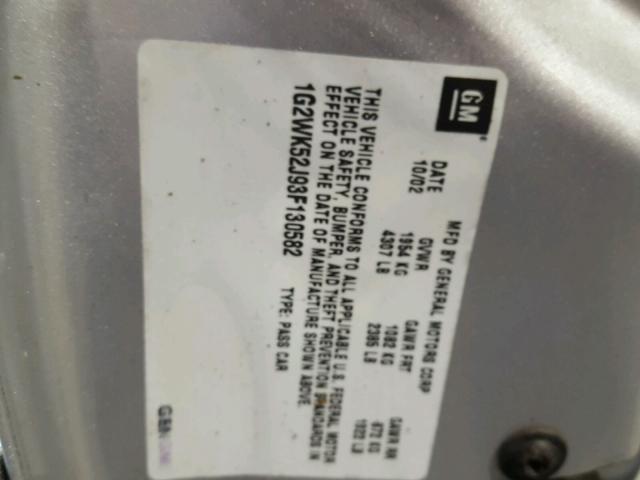 GM
MFD BY GENERAL MOTORS CORP
DATE GVWR GAWR FRT GAWR RR
10/02 1954 KG 1082 KG 872 KG
4307 LB 2385 LB 1922 LB
THIS VEHICLE CONFORMS TO ALL APPLICABLE U.S. FEDERAL MOTOR
VEHICLE SAFETY, BUMPER, AND THEFT PREVENTION STANDARDS IN
EFFECT ON THE DATE OF MANUFACTURE SHOWN ABOVE.
1G2WK52J93F130582 TYPE: PASS CAR